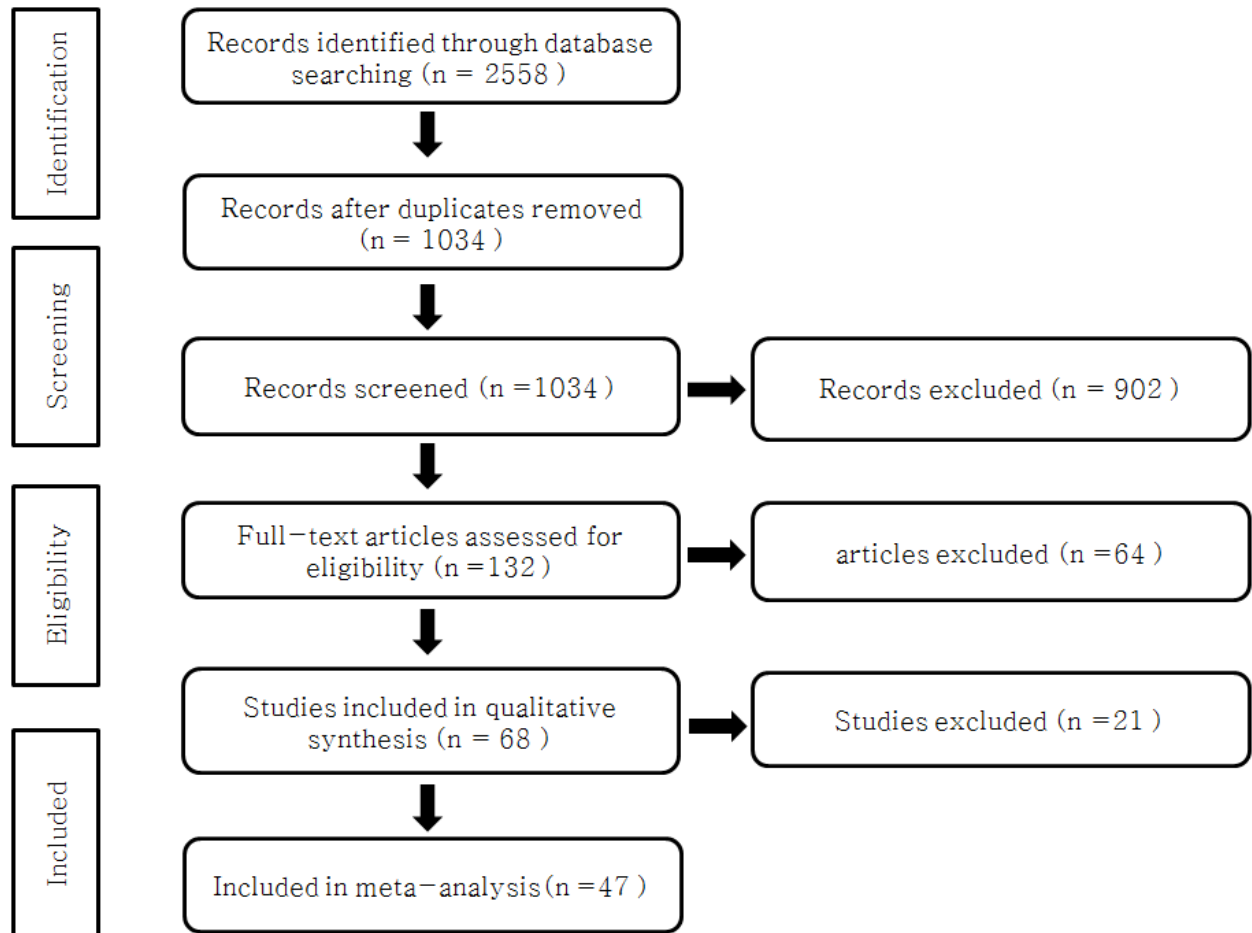 Identification
Records identified through database
searching (n = 2558 )
Records after duplicates removed
(n = 1034 )
Screening
Records screened (n =1034 )
Records excluded (n = 902 )
Eligibility
Full-text articles assessed for
eligibility (n =132 )
articles excluded (n =64 )
Studies included in qualitative
synthesis (n = 68 )
Studies excluded (n =21 )
Included
Included in meta-analysis(n =47 )